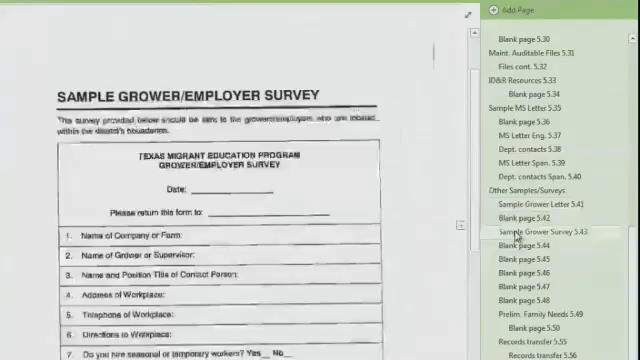 SAMPLE GROWER/EMPLOYER SURVEY
The survey provided below should be sent to the growers/employers who are located
within the district's boundaries.
TEXAS MIGRANT EDUCATION PROGRAM
GROWER/EMPLOYER SURVEY
Date:
Please return this form to:
1. Name of Company or Farm:
2. Name of Grower or Supervisor:
3. Name and Position Title of Contact Person:
4. Address of Workplace:
5. Telephone of Workplace:
6. Directions to Workplace:
7. Do you hire seasonal or temporary workers? Yes__ No__
Add Page
Blank page 5.30
Maint. Auditable Files 5.31
Files cont. 5.32
ID&R Resources 5.33
Blank page 5.34
Sample MS Letter 5.35
Blank page 5.36
MS Letter Eng. 5.37
Dept. contacts 5.38
MS Letter Span. 5.39
Dept. contacts Span. 5.40
Other Samples/Surveys
Sample Grower Letter 5.41
Blank page 5.42
Sample Grower Survey 5.43
Blank page 5.44
Blank page 5.45
Blank page 5.46
Blank page 5.47
Blank page 5.48
Prelim. Family Needs 5.49
Blank page 5.50
Records transfer 5.55
Records transfer 5.56